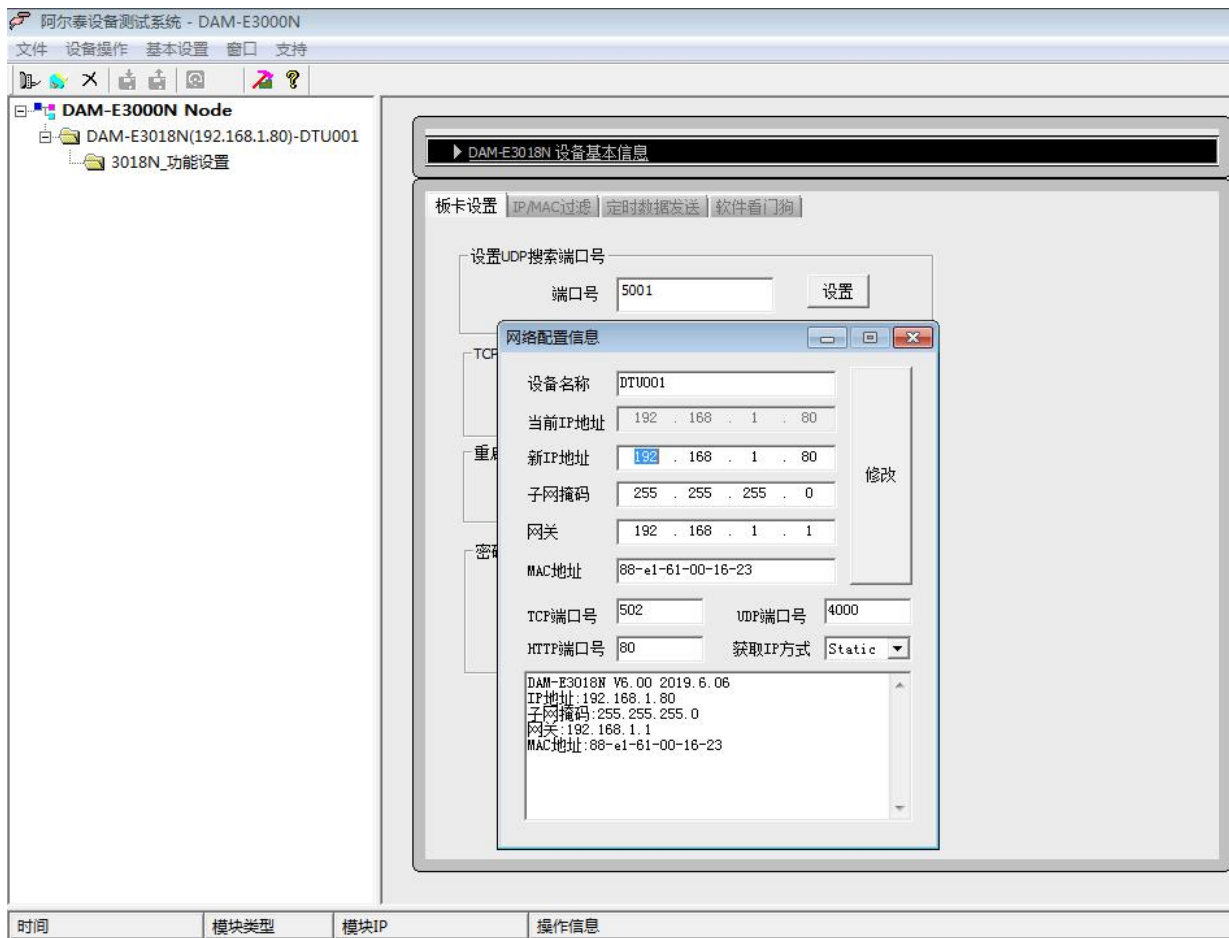 阿尔泰设备测试系统 - DAM-E3000N
文件 设备操作 基本设置 窗口 支持
DAM-E3000N Node
DAM-E3018N(192.168.1.80)-DTU001
3018N_功能设置
DAM-E3018N 设备基本信息
板卡设置 IP/MAC过滤 定时数据发送 软件看门狗
设置UDP搜索端口号
端口号 5001 设置
TCP
重启
密码
网络配置信息
设备名称 DTU001
当前IP地址 192 . 168 . 1 . 80
新IP地址 192 . 168 . 1 . 80
子网掩码 255 . 255 . 255 . 0
网关 192 . 168 . 1 . 1
MAC地址 88-e1-61-00-16-23
修改
TCP端口号 502 UDP端口号 4000
HTTP端口号 80 获取IP方式 Static
DAM-E3018N V6.00 2019.6.06
IP地址:192.168.1.80
子网掩码:255.255.255.0
网关:192.168.1.1
MAC地址:88-e1-61-00-16-23
时间 模块类型 模块IP 操作信息